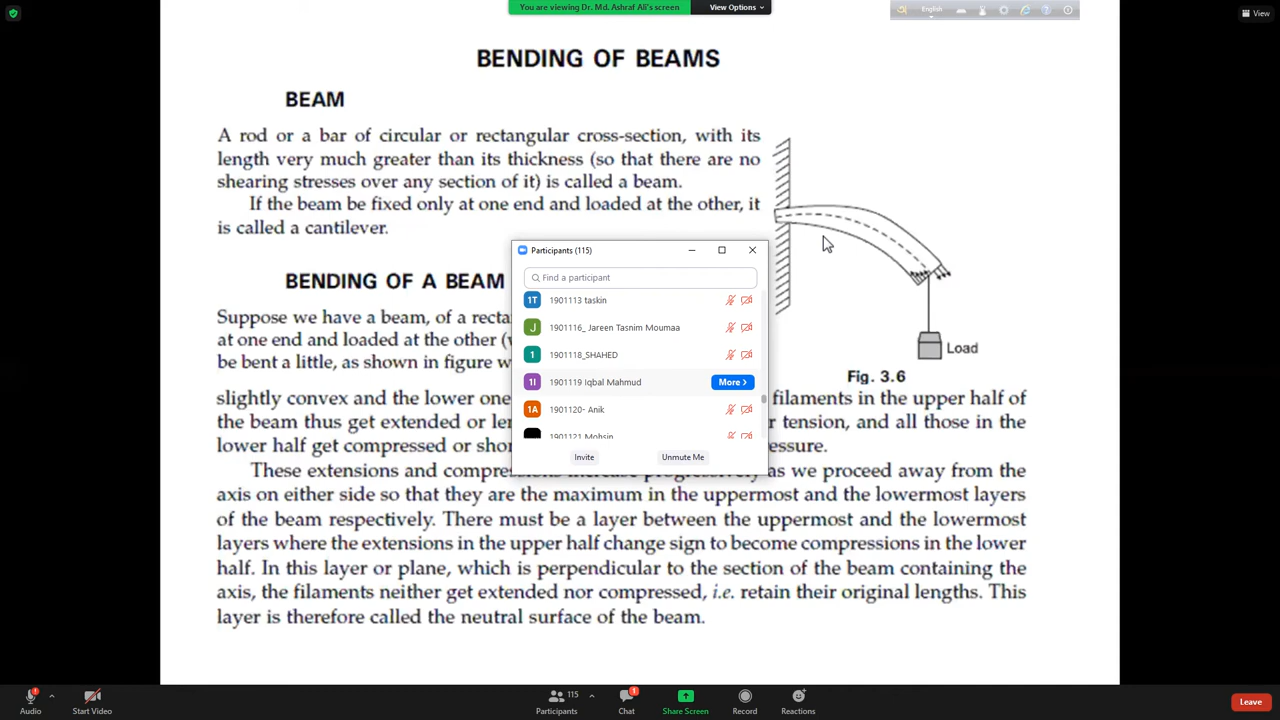 You are viewing Dr. Md. Ashraf Ali's screen
View Options
English
View
BENDING OF BEAMS
BEAM
A rod or a bar of circular or rectangular cross-section, with its
length very much greater than its thickness (so that there are no
shearing stresses over any section of it) is called a beam.
If the beam be fixed only at one end and loaded at the other, it
is called a cantilever.
BENDING OF A BEAM
Suppose we have a beam, of a
at one end and loaded at the other
be bent a little, as shown in figure
Load
Fig. 3.6
slightly convex and the lower one
filaments in the upper half of
the beam thus get extended or
tension, and all those in
lower half get compressed or
These extensions and
progressively as we proceed away from the
axis on either side so that they are the maximum in the uppermost and the lowermost layers
of the beam respectively. There must be a layer between the uppermost and the lowermost
layers where the extensions in the upper half change sign to become compressions in the lower
half. In this layer or plane, which is perpendicular to the section of the beam containing the
axis, the filaments neither get extended nor compressed, i.e. retain their original lengths. This
layer is therefore called the neutral surface of the beam.
Participants (115)
Find a participant
1T 1901113 taskin
J 1901116_ Jareen Tasnim Moumaa
1 1901118_SHAHED
1I 1901119 Iqbal Mahmud More
1A 1901120- Anik
1901121 Mohsin
Invite Unmute Me
Audio
Start Video
115
Participants
1
Chat
Share Screen
Record
Reactions
Leave